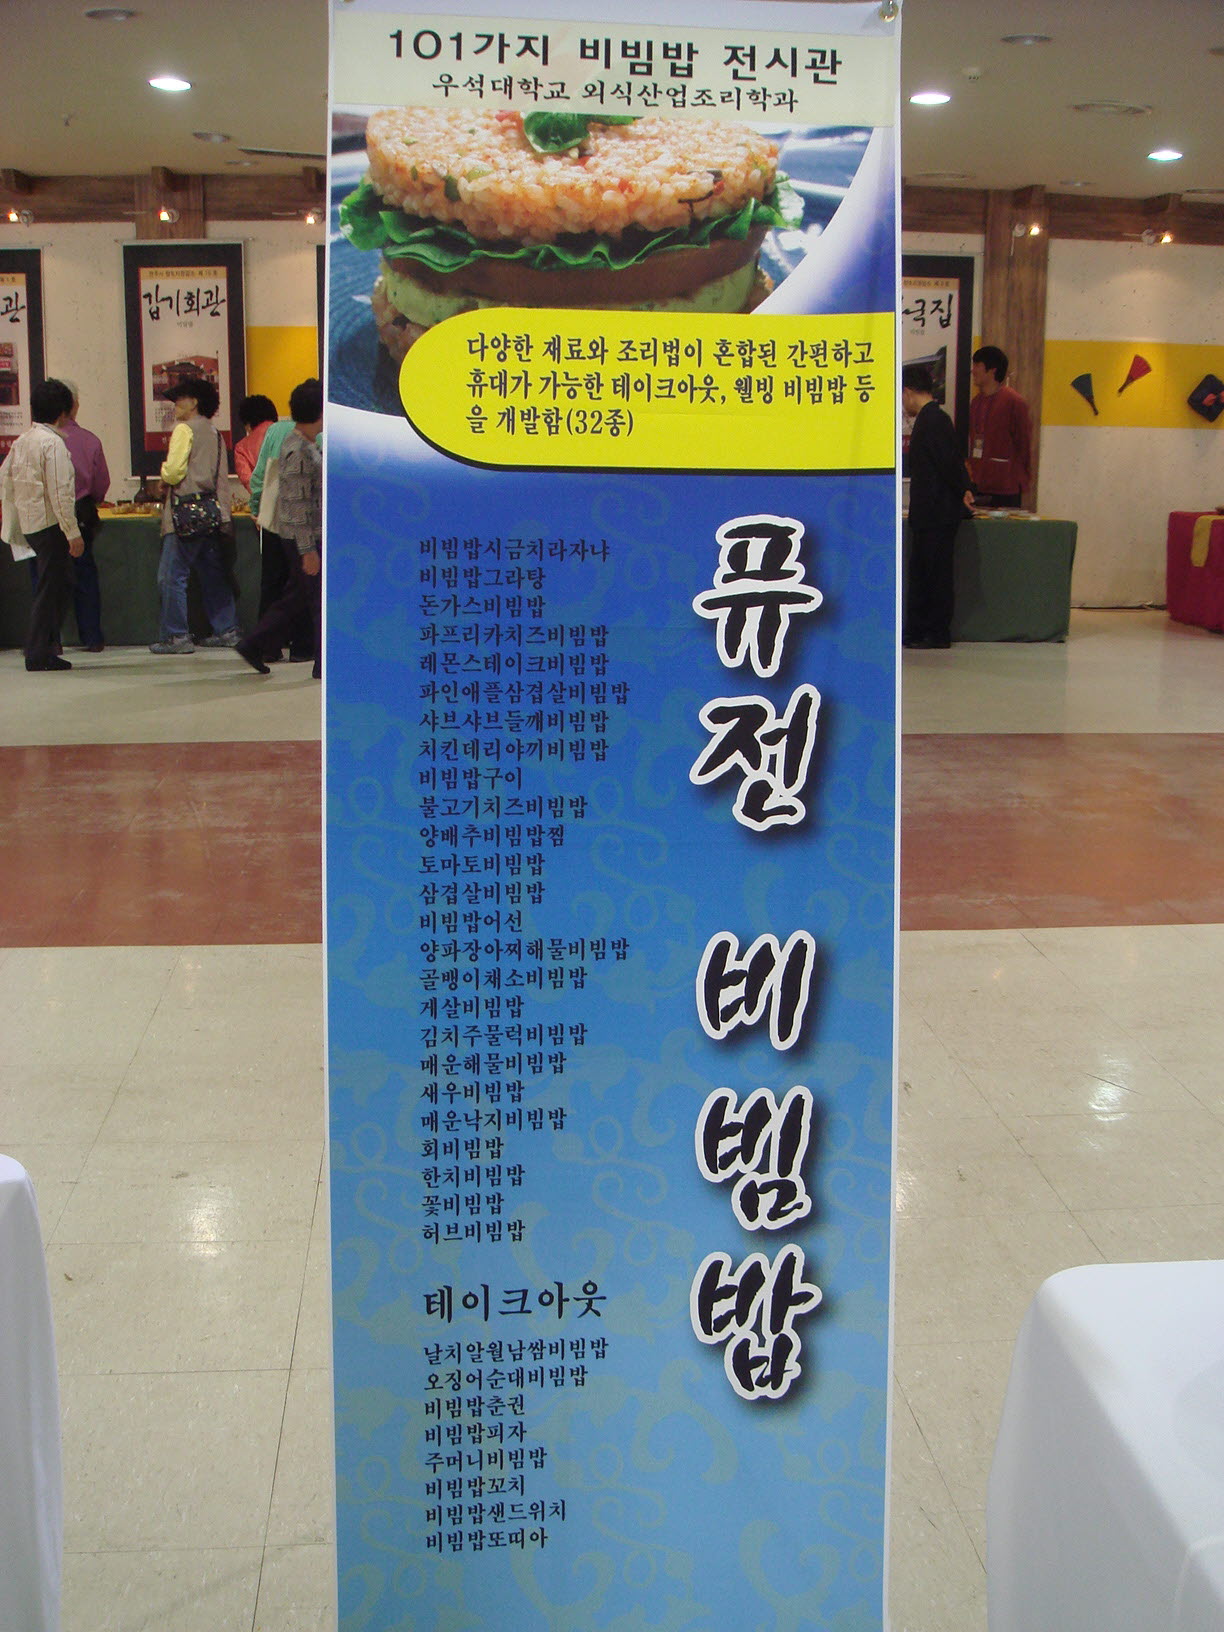 101가지 비빔밥 전시관
우석대학교 외식산업조리학과
다양한 재료와 조리법이 혼합된 간편하고
휴대가 가능한 테이크아웃, 웰빙 비빔밥 등
을 개발함(32종)
퓨전 비빔밥
비빔밥시금치라자냐
비빔밥그라탕
돈가스비빔밥
파프리카치즈비빔밥
레몬스테이크비빔밥
파인애플삼겹살비빔밥
샤브샤브들깨비빔밥
치킨데리야끼비빔밥
비빔밥구이
불고기치즈비빔밥
양배추비빔밥찜
토마토비빔밥
삼겹살비빔밥
비빔밥어선
양파장아찌해물비빔밥
골뱅이채소비빔밥
게살비빔밥
김치주물럭비빔밥
매운해물비빔밥
새우비빔밥
매운낙지비빔밥
회비빔밥
한치비빔밥
꽃비빔밥
허브비빔밥
테이크아웃
날치알월남쌈비빔밥
오징어순대비빔밥
비빔밥춘권
비빔밥피자
주머니비빔밥
비빔밥꼬치
비빔밥샌드위치
비빔밥또띠아
갑기회관